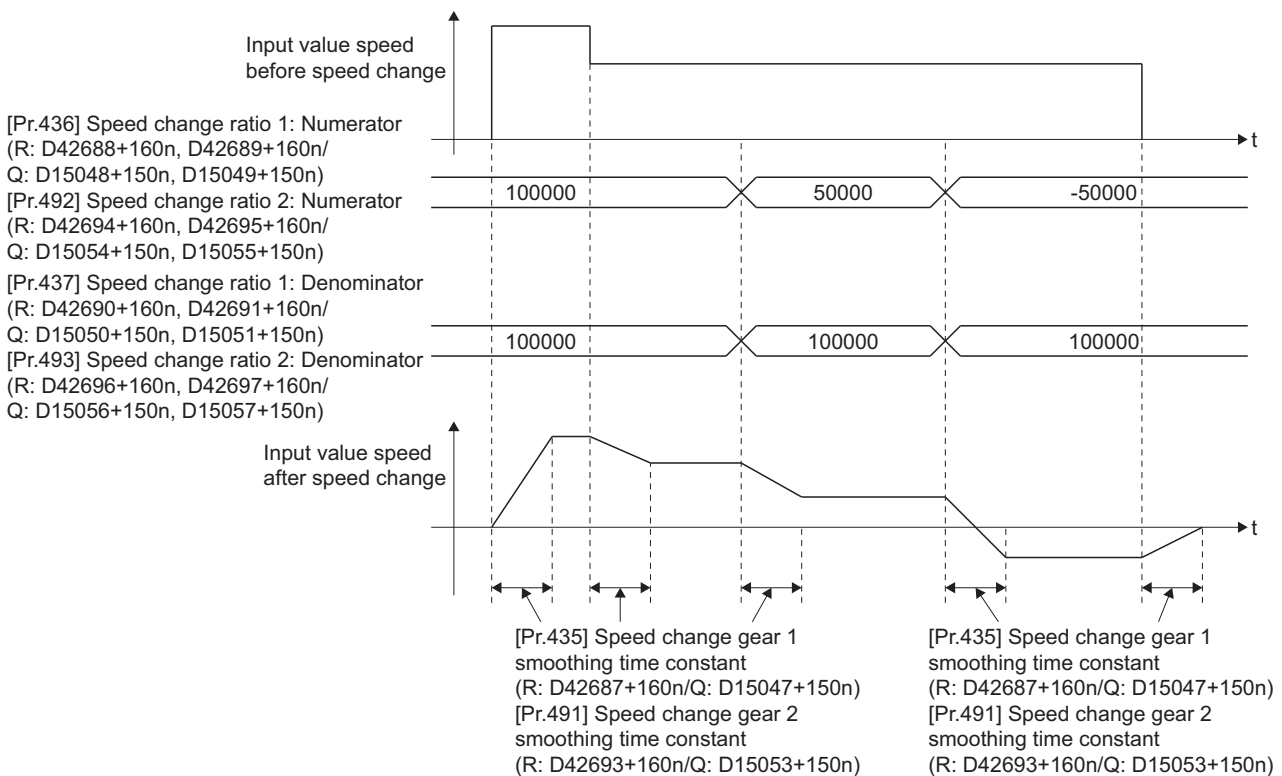 Input value speed
before speed change
t
[Pr.436] Speed change ratio 1: Numerator
(R: D42688+160n, D42689+160n/
Q: D15048+150n, D15049+150n)
[Pr.492] Speed change ratio 2: Numerator
(R: D42694+160n, D42695+160n/
Q: D15054+150n, D15055+150n)
100000
50000
-50000
[Pr.437] Speed change ratio 1: Denominator
(R: D42690+160n, D42691+160n/
Q: D15050+150n, D15051+150n)
[Pr.493] Speed change ratio 2: Denominator
(R: D42696+160n, D42697+160n/
Q: D15056+150n, D15057+150n)
100000
100000
100000
Input value speed
after speed change
t
[Pr.435] Speed change gear 1
smoothing time constant
(R: D42687+160n/Q: D15047+150n)
[Pr.491] Speed change gear 2
smoothing time constant
(R: D42693+160n/Q: D15053+150n)
[Pr.435] Speed change gear 1
smoothing time constant
(R: D42687+160n/Q: D15047+150n)
[Pr.491] Speed change gear 2
smoothing time constant
(R: D42693+160n/Q: D15053+150n)